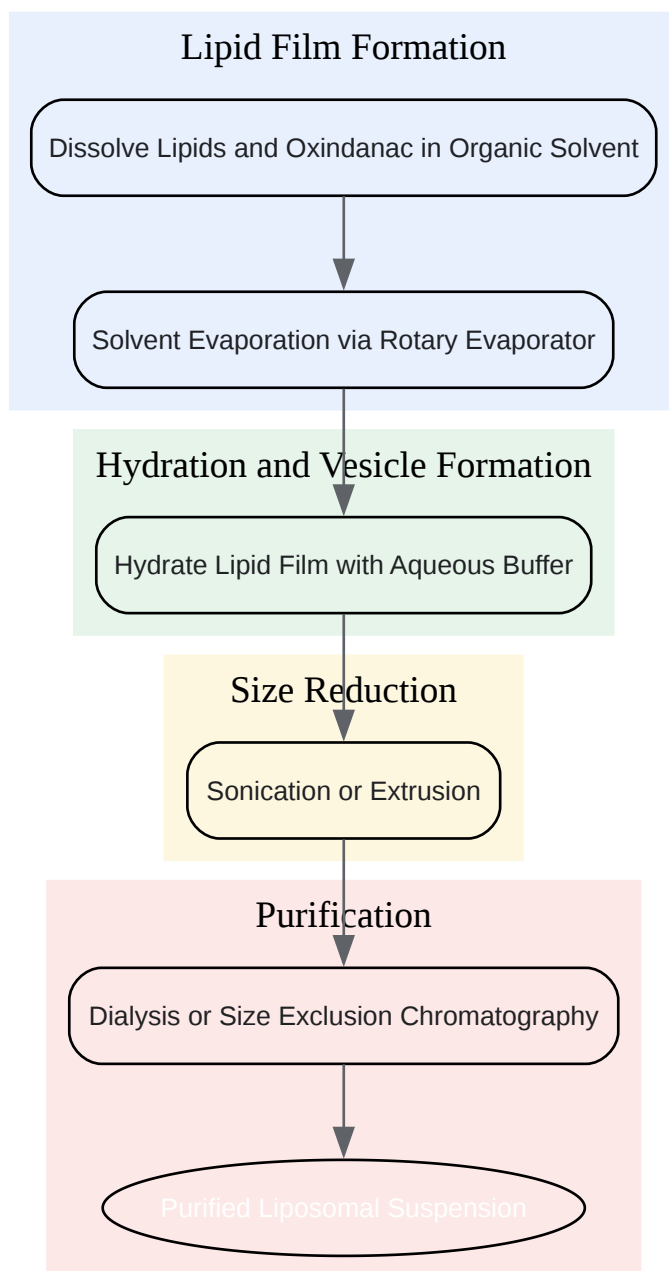 Lipid Film Formation
Dissolve Lipids and Oxindanac in Organic Solvent
Solvent Evaporation via Rotary Evaporator
Hydration and Vesicle Formation
Hydrate Lipid Film with Aqueous Buffer
Size Reduction
Sonication or Extrusion
Purification
Dialysis or Size Exclusion Chromatography
Purified Liposomal Suspension